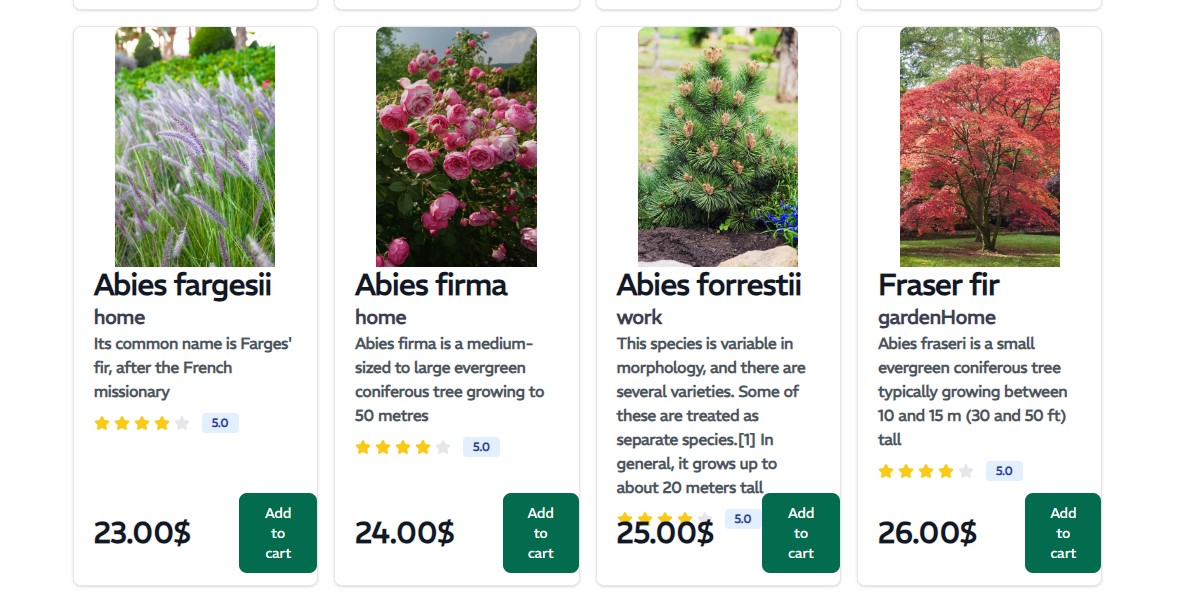 Abies fargesii
home
Its common name is Farges'
fir, after the French
missionary
5.0
23.00$
Add
to
cart
Abies firma
home
Abies firma is a medium-
sized to large evergreen
coniferous tree growing to
50 metres
5.0
24.00$
Add
to
cart
Abies forrestii
work
This species is variable in
morphology, and there are
several varieties. Some of
these are treated as
separate species.[1] In
general, it grows up to
about 20 meters tall
5.0
25.00$
Add
to
cart
Fraser fir
gardenHome
Abies fraseri is a small
evergreen coniferous tree
typically growing between
10 and 15 m (30 and 50 ft)
tall
5.0
26.00$
Add
to
cart